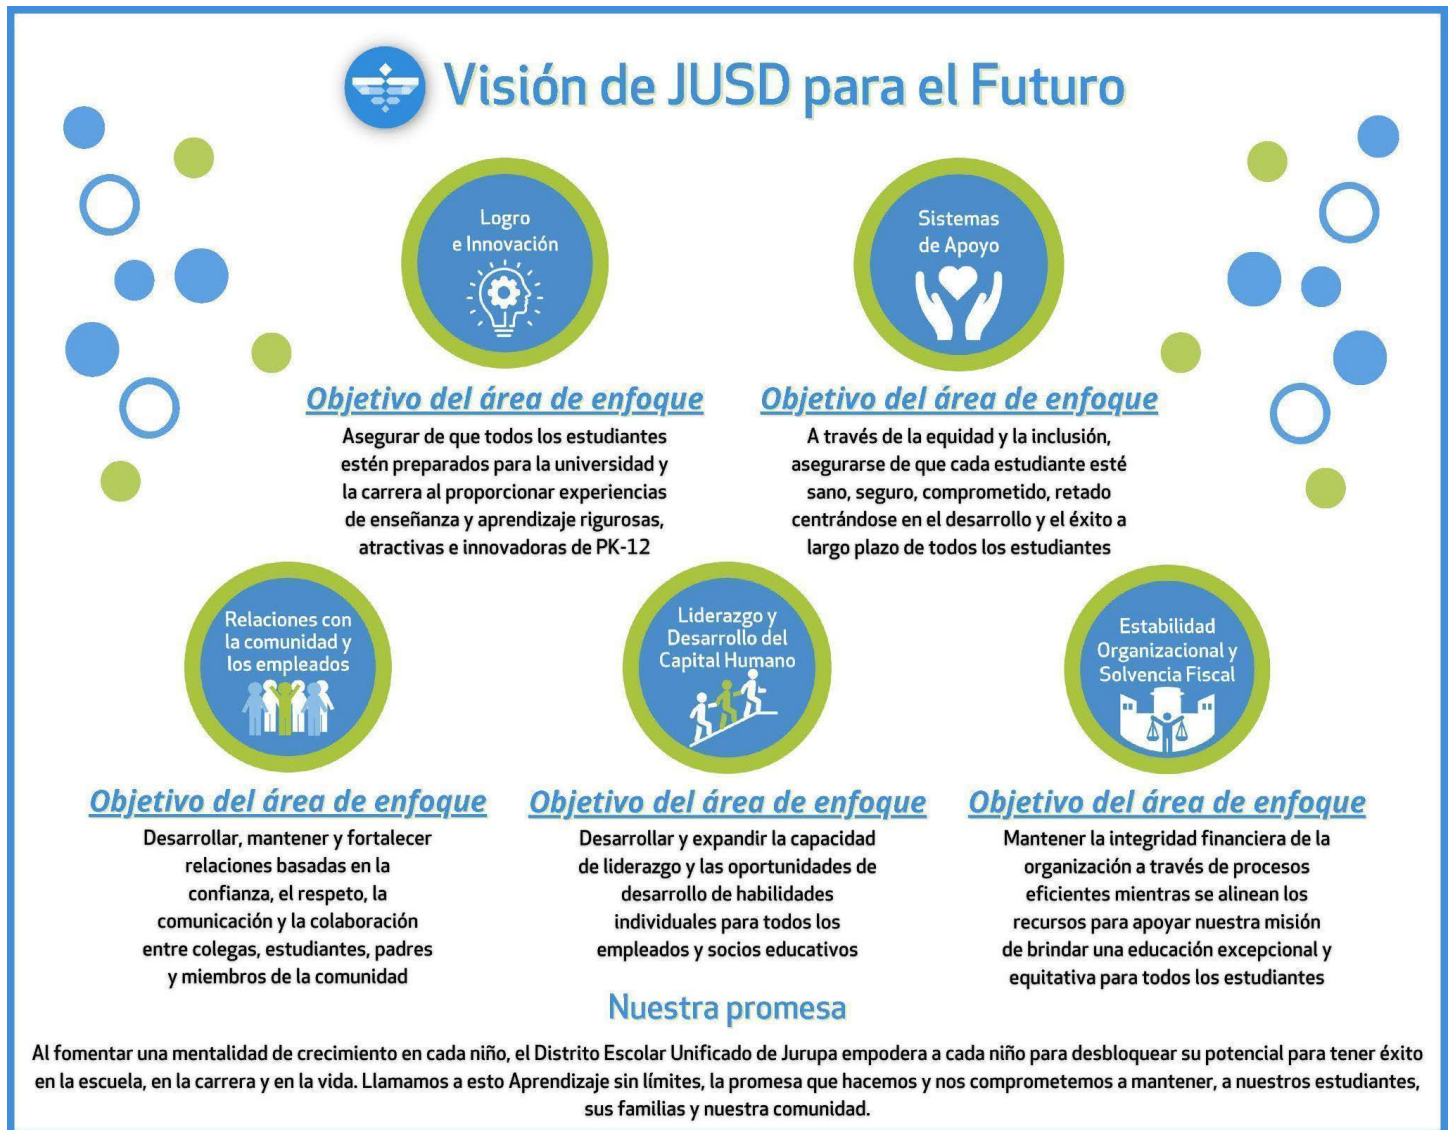 Visión de JUSD para el Futuro
Logro
e Innovación
Objetivo del área de enfoque
Asegurar de que todos los estudiantes
estén preparados para la universidad y
la carrera al proporcionar experiencias
de enseñanza y aprendizaje rigurosas,
atractivas e innovadoras de PK-12
Sistemas
de Apoyo
Objetivo del área de enfoque
A través de la equidad y la inclusión,
asegurarse de que cada estudiante esté
sano, seguro, comprometido, retado
centrándose en el desarrollo y el éxito a
largo plazo de todos los estudiantes
Relaciones con
la comunidad y
los empleados
Objetivo del área de enfoque
Desarrollar, mantener y fortalecer
relaciones basadas en la
confianza, el respeto, la
comunicación y la colaboración
entre colegas, estudiantes, padres
y miembros de la comunidad
Liderazgo y
Desarrollo del
Capital Humano
Objetivo del área de enfoque
Desarrollar y expandir la capacidad
de liderazgo y las oportunidades de
desarrollo de habilidades
individuales para todos los
empleados y socios educativos
Estabilidad
Organizacional y
Solvencia Fiscal
Objetivo del área de enfoque
Mantener la integridad financiera de la
organización a través de procesos
eficientes mientras se alinean los
recursos para apoyar nuestra misión
de brindar una educación excepcional y
equitativa para todos los estudiantes
Nuestra promesa
Al fomentar una mentalidad de crecimiento en cada niño, el Distrito Escolar Unificado de Jurupa empodera a cada niño para desbloquear su potencial para tener éxito
en la escuela, en la carrera y en la vida. Llamamos a esto Aprendizaje sin límites, la promesa que hacemos y nos comprometemos a mantener, a nuestros estudiantes,
sus familias y nuestra comunidad.